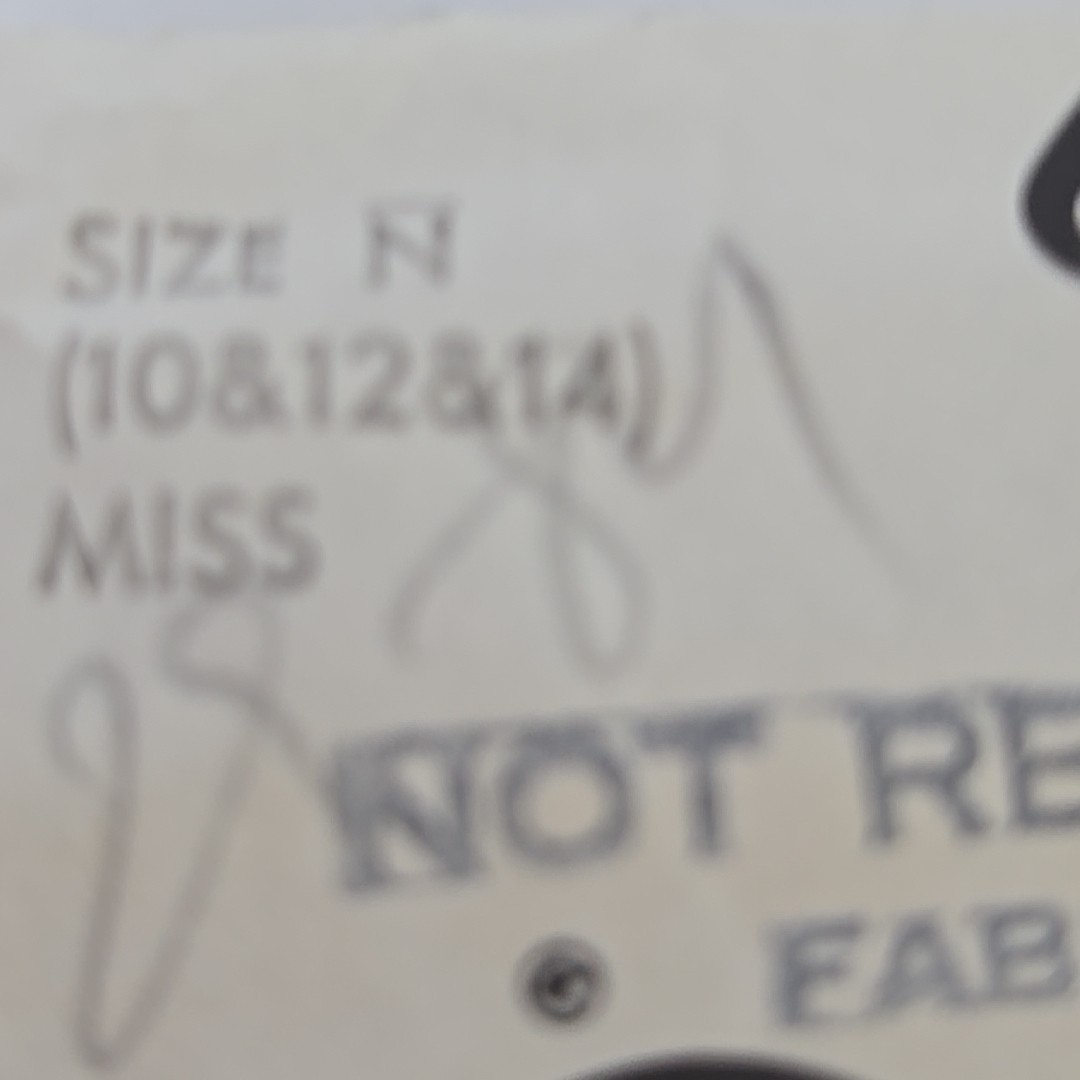 SIZE N
(10&12&14)
MISS
NOT RE
FAB